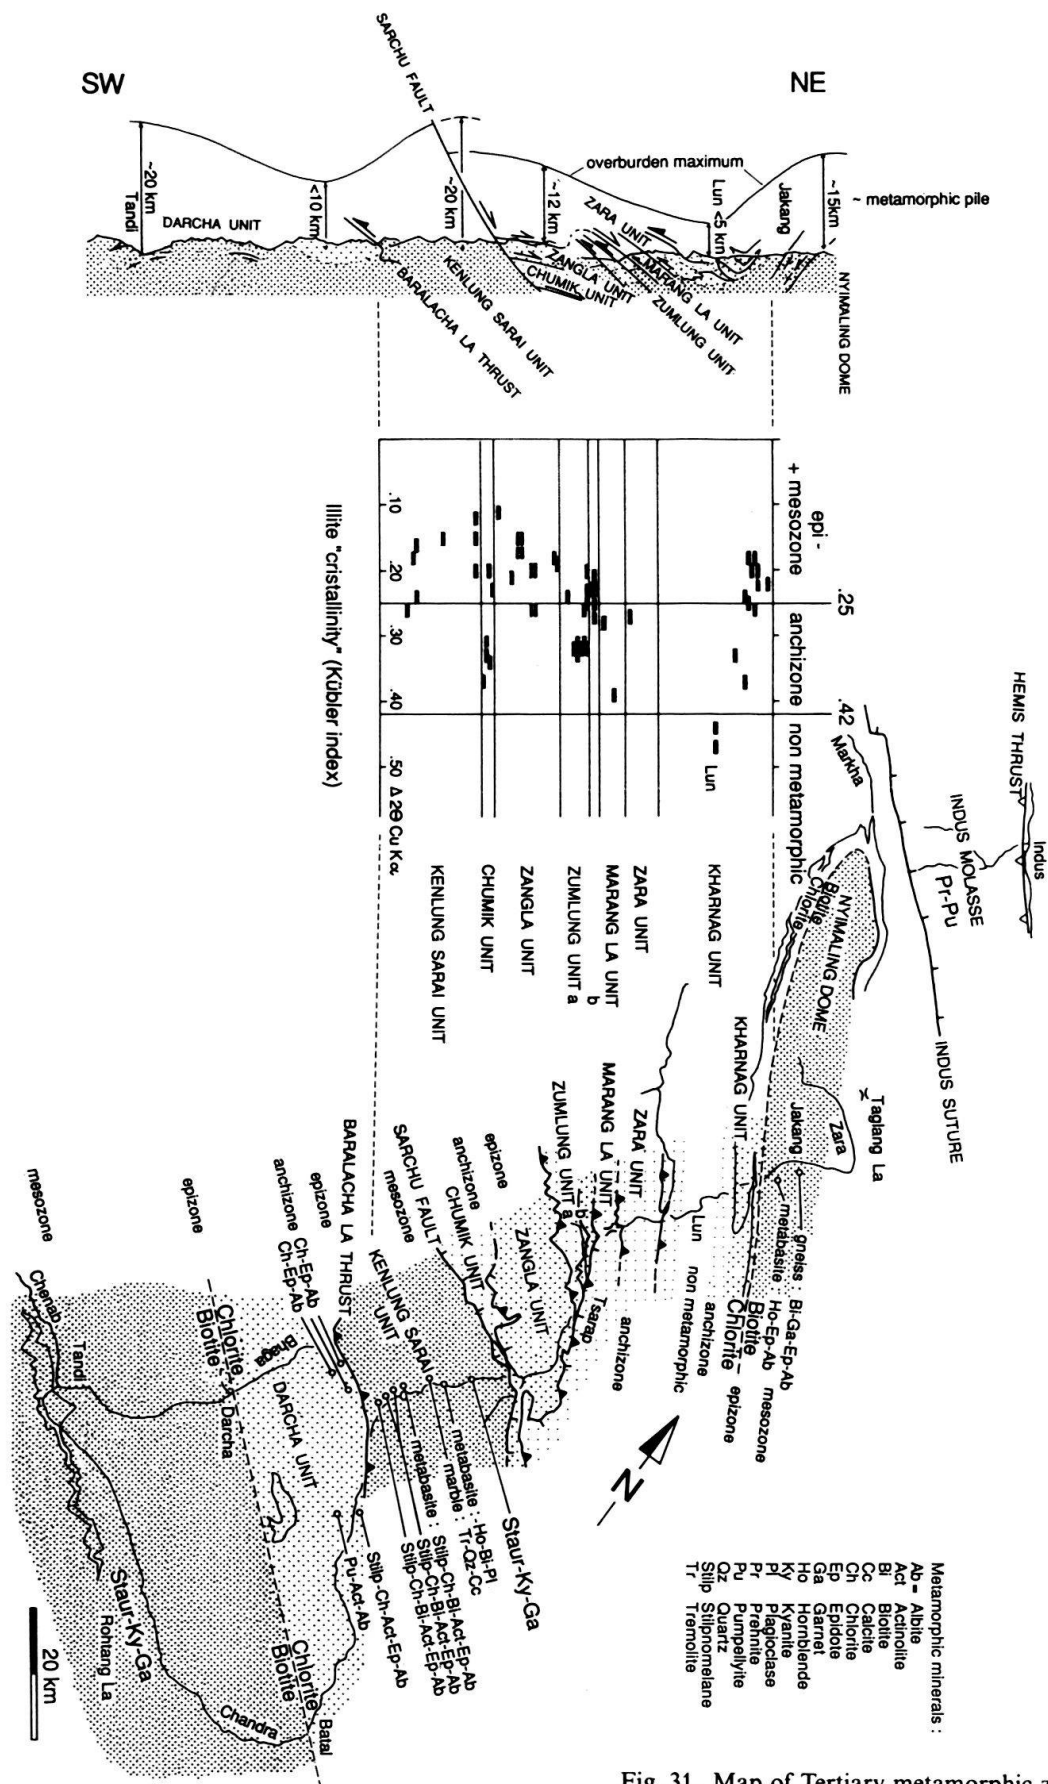 SW
NE
SARCHU FAULT
overburden maximum
~20 km
Tandi
DARCHA UNIT
<10 km
~20 km
~12 km
ZARA UNIT
Lun <5 km
Jakang
~15km
~ metamorphic pile
BARALACHA LA THRUST
KENLUNG SARAI UNIT
CHUMIK UNIT
ZANGLA UNIT
ZUMLUNG UNIT
MARANG LA UNIT
NYIMALING DOME
epi -
+ mesozone
.25
anchizone
.42
non metamorphic
.10
.20
.30
.40
.50 Δ 2Θ Cu Kα
Illite "cristallinity" (Kübler index)
Lun
KENLUNG SARAI UNIT
CHUMIK UNIT
ZANGLA UNIT
ZUMLUNG UNIT a
b
MARANG LA UNIT
ZARA UNIT
KHARNAG UNIT
HEMIS THRUST
Indus
INDUS MOLASSE
Pr-Pu
INDUS SUTURE
Markha
Biotite
Chlorite
NYIMALING DOME
Taglang La
Zara
Jakang
KHARNAG UNIT
gneiss : Bi-Ga-Ep-Ab
metabasite : Ho-Ep-Ab
mesozone
Biotite
Chlorite
epizone
anchizone
non metamorphic
Lun
ZARA UNIT
MARANG LA UNIT
anchizone
ZUMLUNG UNIT a
b
Tsarap
ZANGLA UNIT
epizone
anchizone
CHUMIK UNIT
SARCHU FAULT
mesozone
KENLUNG SARAI
UNIT
BARALACHA LA THRUST
epizone
anchizone
Ch-Ep-Ab
Ch-Ep-Ab
Staur-Ky-Ga
metabasite : Ho-Bi-Pl
marble : Tr-Qz-Cc
metabasite : Stilp-Ch-Bi-Act-Ep-Ab
Stilp-Ch-Bi-Act-Ep-Ab
Stilp-Ch-Bi-Act-Ep-Ab
Stilp-Ch-Act-Ep-Ab
Pu-Act-Ab
DARCHA UNIT
Bhaga
epizone
Chlorite
Biotite
Darcha
mesozone
Chenab
Tandi
Staur-Ky-Ga
Rohtang La
Chandra
Chlorite
Biotite
Batal
N
20 km
Metamorphic minerals :
Ab = Albite
Act Actinolite
Bi Biotite
Cc Calcite
Ch Chlorite
Ep Epidote
Ga Garnet
Ho Hornblende
Ky Kyanite
Pl Plagioclase
Pr Prehnite
Pu Pumpellyite
Qz Quartz
Stilp Stilpnomelane
Tr Tremolite
Fig. 31. Map of Tertiary metamorphic